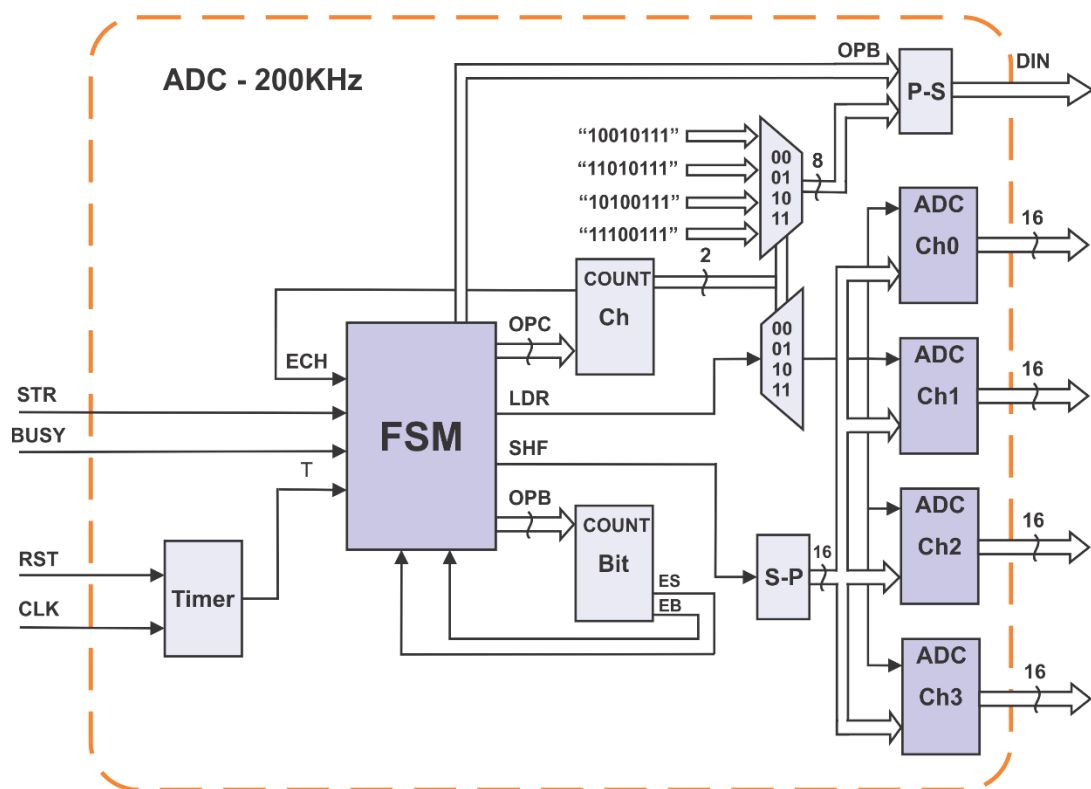 ADC - 200KHz
OPB
P-S
DIN
“10010111”
“11010111”
“10100111”
“11100111”
00
01
10
11
8
2
COUNT
Ch
ECH
OPC
LDR
SHF
OPB
FSM
STR
BUSY
T
RST
CLK
Timer
COUNT
Bit
ES
EB
00
01
10
11
S-P
16
ADC
Ch0
16
ADC
Ch1
16
ADC
Ch2
16
ADC
Ch3
16